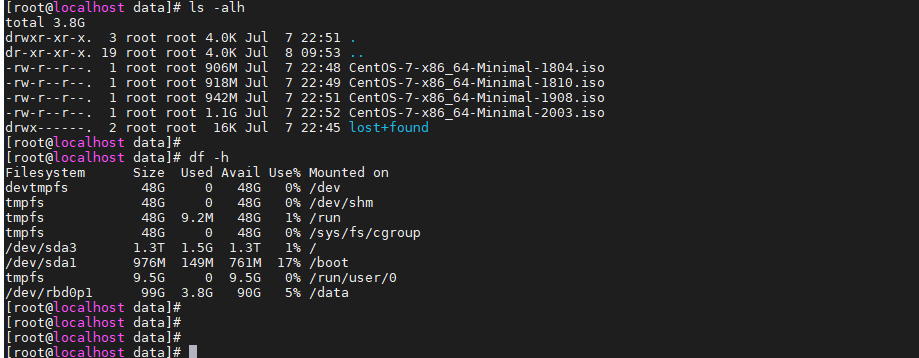 [root@localhost data]# ls -alh
total 3.8G
drwxr-xr-x.  3 root root 4.0K Jul  7 22:51 .
dr-xr-xr-x. 19 root root 4.0K Jul  8 09:53 ..
-rw-r--r--.  1 root root 906M Jul  7 22:48 CentOS-7-x86_64-Minimal-1804.iso
-rw-r--r--.  1 root root 918M Jul  7 22:49 CentOS-7-x86_64-Minimal-1810.iso
-rw-r--r--.  1 root root 942M Jul  7 22:51 CentOS-7-x86_64-Minimal-1908.iso
-rw-r--r--.  1 root root 1.1G Jul  7 22:52 CentOS-7-x86_64-Minimal-2003.iso
drwx------.  2 root root  16K Jul  7 22:45 lost+found
[root@localhost data]#
[root@localhost data]# df -h
Filesystem      Size  Used Avail Use% Mounted on
devtmpfs         48G     0   48G   0% /dev
tmpfs            48G     0   48G   0% /dev/shm
tmpfs            48G  9.2M   48G   1% /run
tmpfs            48G     0   48G   0% /sys/fs/cgroup
/dev/sda3       1.3T  1.5G  1.3T   1% /
/dev/sda1       976M  149M  761M  17% /boot
tmpfs           9.5G     0  9.5G   0% /run/user/0
/dev/rbd0p1      99G  3.8G   90G   5% /data
[root@localhost data]#
[root@localhost data]#
[root@localhost data]#
[root@localhost data]#